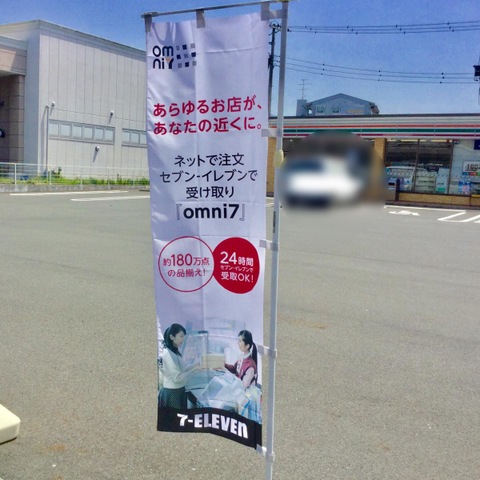 om
ni7
あらゆるお店が、
あなたの近くに。
ネットで注文
セブン-イレブンで
受け取り
『omni7』
約180万点
の品揃え!
24時間
セブン-イレブンで
受取OK!
7-ELEVEn